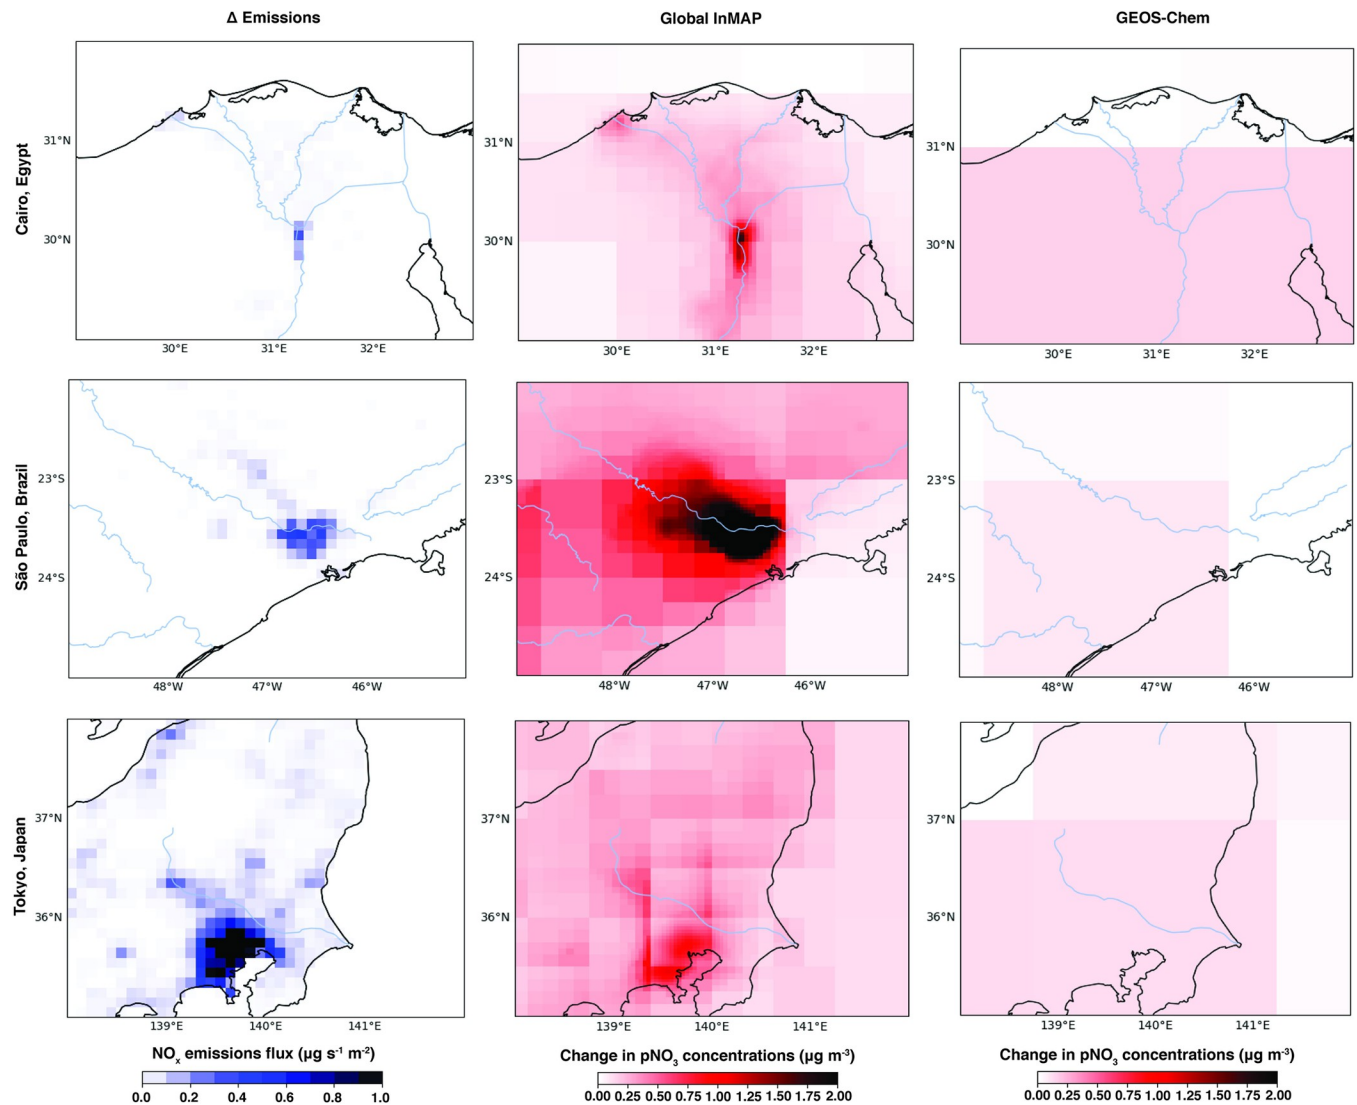 Δ Emissions
Global InMAP
GEOS-Chem
Cairo, Egypt
31°N
30°N
30°E 31°E 32°E
31°N
30°N
30°E 31°E 32°E
31°N
30°N
30°E 31°E 32°E
São Paulo, Brazil
23°S
24°S
48°W 47°W 46°W
23°S
24°S
48°W 47°W 46°W
23°S
24°S
48°W 47°W 46°W
Tokyo, Japan
37°N
36°N
139°E 140°E 141°E
37°N
36°N
139°E 140°E 141°E
37°N
36°N
139°E 140°E 141°E
NOₓ emissions flux (μg s⁻¹ m⁻²)
0.0 0.2 0.4 0.6 0.8 1.0
Change in pNO₃ concentrations (μg m⁻³)
0.00 0.25 0.50 0.75 1.00 1.25 1.50 1.75 2.00
Change in pNO₃ concentrations (μg m⁻³)
0.00 0.25 0.50 0.75 1.00 1.25 1.50 1.75 2.00